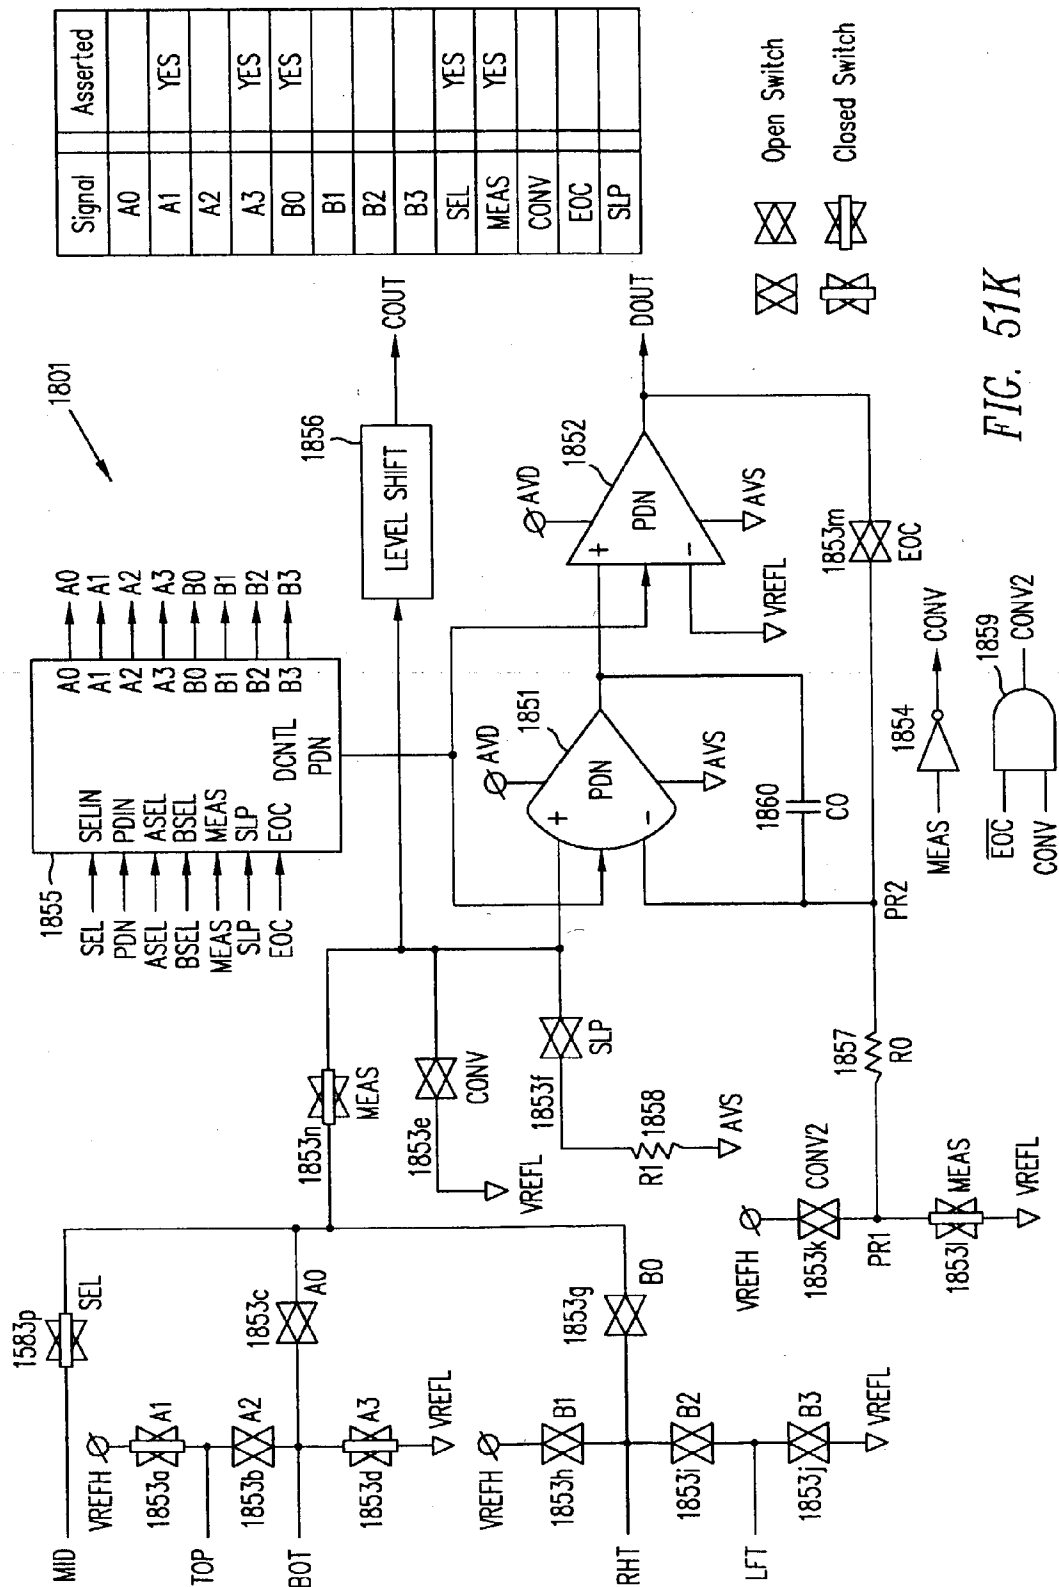 1801
1855
SEL
PDN
ASEL
BSEL
MEAS
SLP
EOC
SELIN
PDIN
ASEL
BSEL
MEAS
SLP
EOC
DCNTL
PDN
A0
A1
A2
A3
B0
B1
B2
B3
A0
A1
A2
A3
B0
B1
B2
B3
Signal Asserted
A0
A1 YES
A2
A3 YES
B0 YES
B1
B2
B3
SEL YES
MEAS YES
CONV
EOC
SLP
1856
LEVEL SHIFT
COUT
MID
1583p
SEL
VREFH
1853a
A1
TOP
1853b
A2
BOT
1853c
A0
1853d
A3
VREFL
1853n
MEAS
1853e
CONV
VREFL
1853f
SLP
R1
1858
AVS
VREFH
1853h
B1
RHT
1853g
B0
1853i
B2
LFT
1853j
B3
VREFL
VREFH
1853k
CONV2
PR1
1853l
MEAS
VREFL
1857
R0
PR2
AVD
1851
+
PDN
−
AVS
1860
C0
AVD
1852
+
PDN
−
AVS
VREFL
DOUT
1853m
EOC
MEAS
1854
CONV
EOC
CONV
1859
CONV2
Open Switch
Closed Switch
FIG. 51K